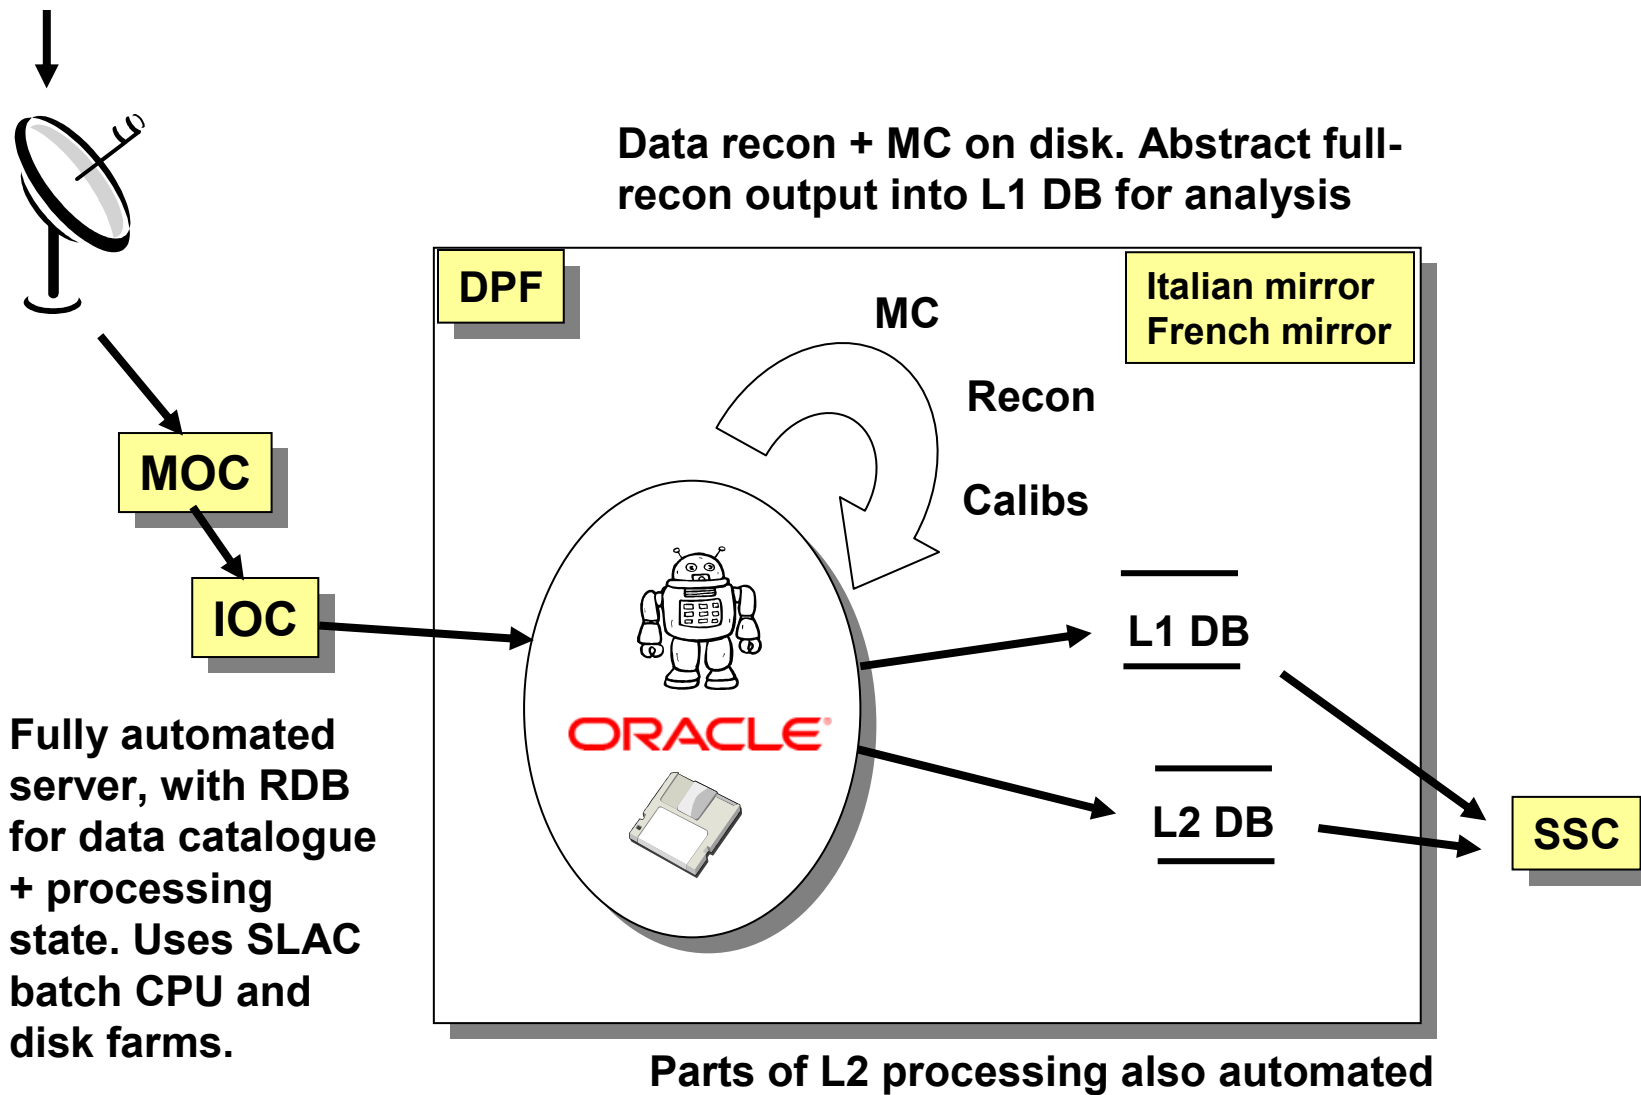 Data recon + MC on disk. Abstract full-
recon output into L1 DB for analysis
DPF
Italian mirror
French mirror
MC
Recon
Calibs
MOC
IOC
L1 DB
ORACLE®
L2 DB
SSC
Fully automated
server, with RDB
for data catalogue
+ processing
state. Uses SLAC
batch CPU and
disk farms.
Parts of L2 processing also automated